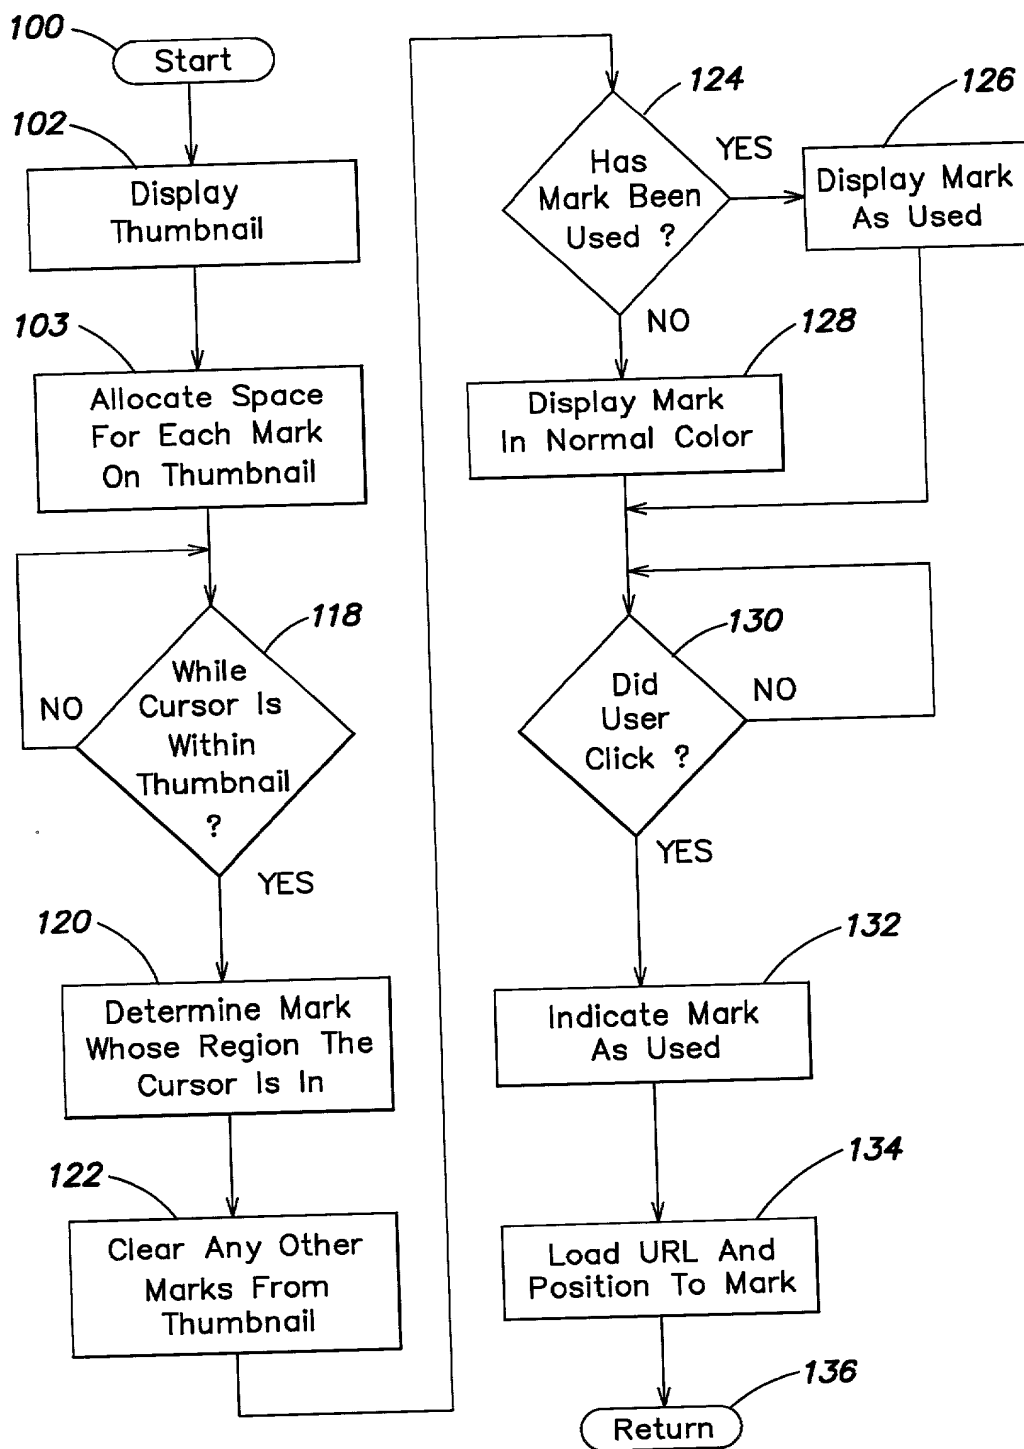 100
Start
102
Display
Thumbnail
103
Allocate Space
For Each Mark
On Thumbnail
118
While
Cursor Is
Within
Thumbnail
?
NO
YES
120
Determine Mark
Whose Region The
Cursor Is In
122
Clear Any Other
Marks From
Thumbnail
124
Has
Mark Been
Used ?
YES
NO
126
Display Mark
As Used
128
Display Mark
In Normal Color
130
Did
User
Click ?
NO
YES
132
Indicate Mark
As Used
134
Load URL And
Position To Mark
136
Return